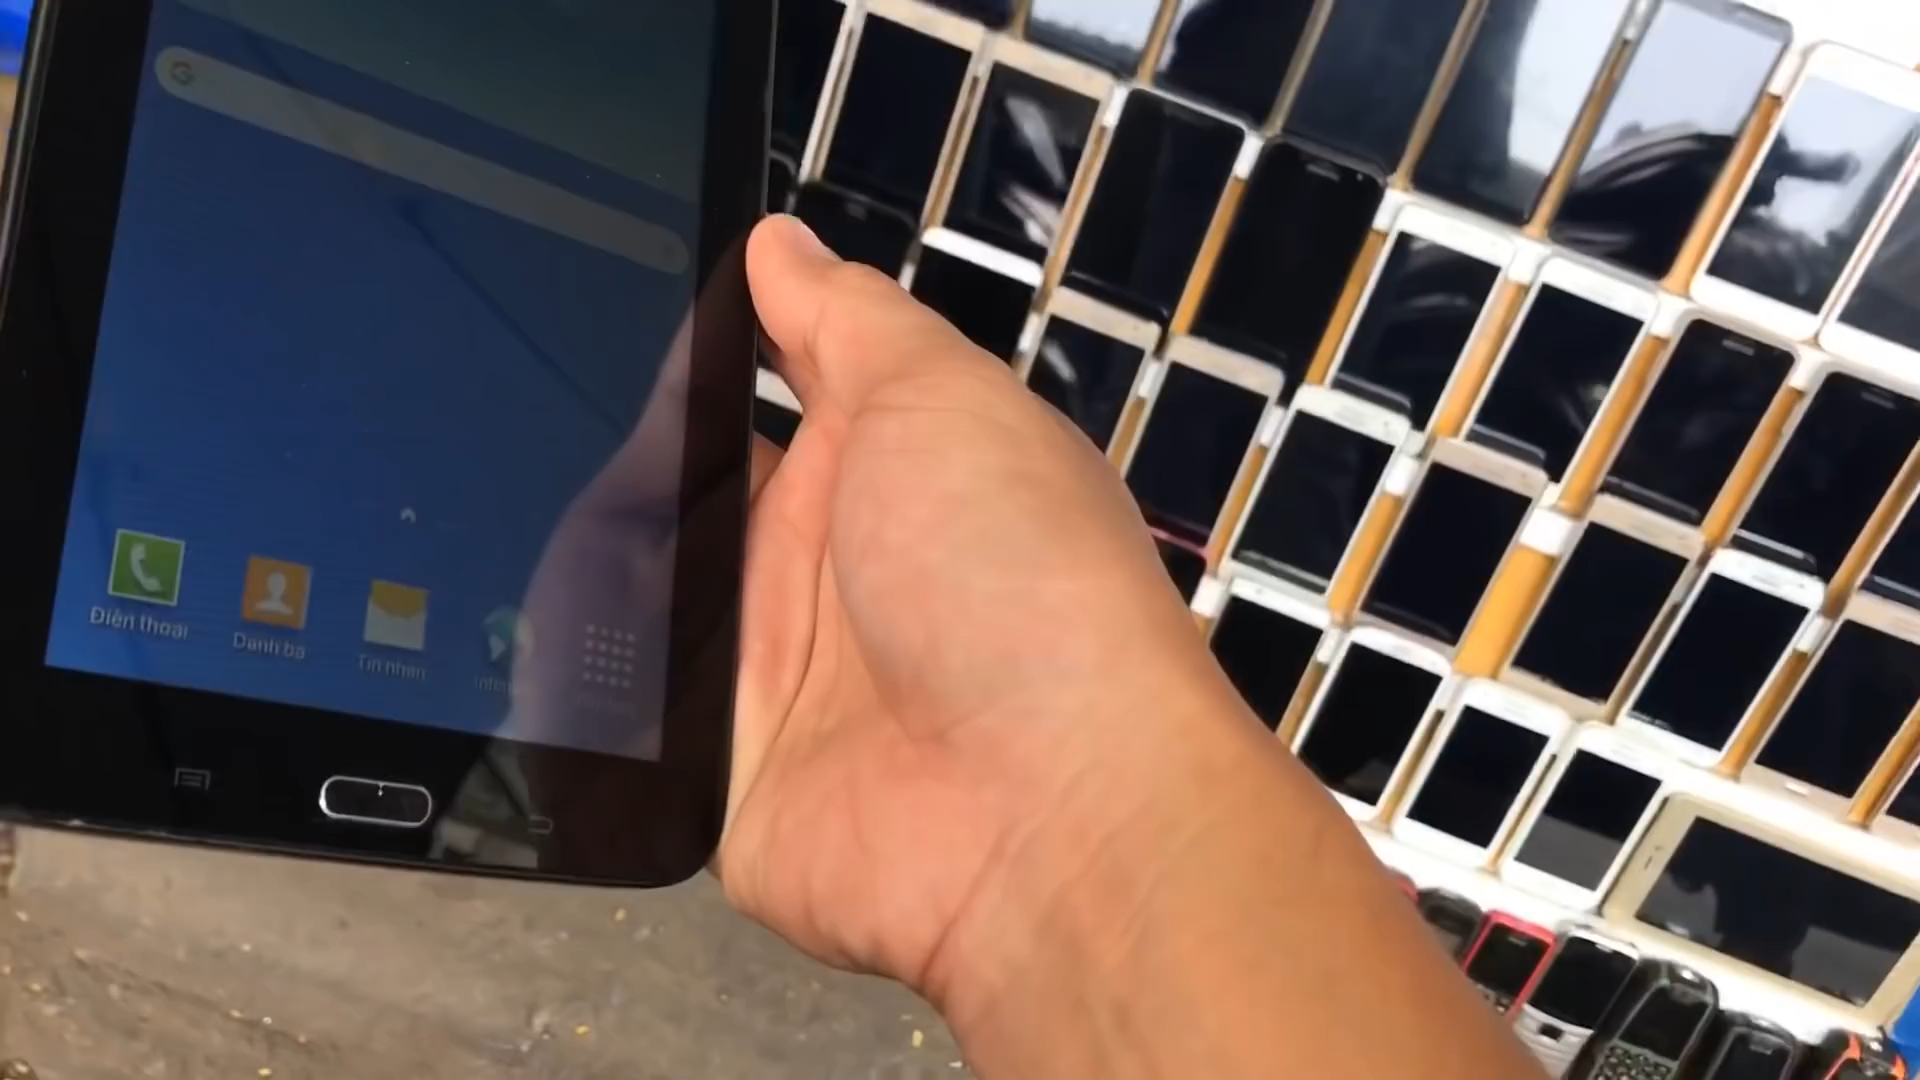 G
Điện thoại
Danh bạ
Tin nhắn